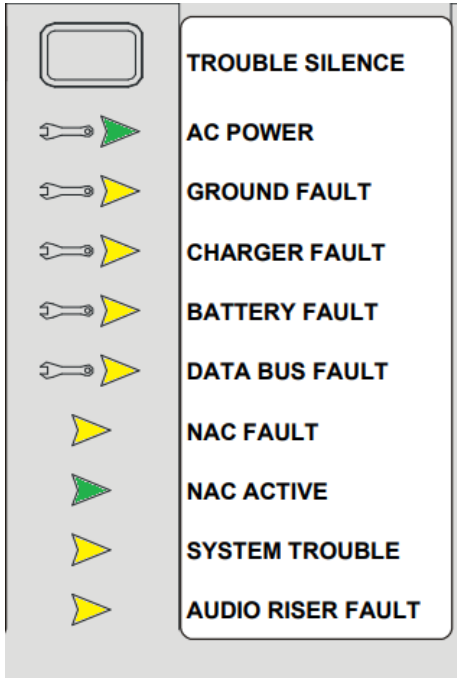 TROUBLE SILENCE
AC POWER
GROUND FAULT
CHARGER FAULT
BATTERY FAULT
DATA BUS FAULT
NAC FAULT
NAC ACTIVE
SYSTEM TROUBLE
AUDIO RISER FAULT